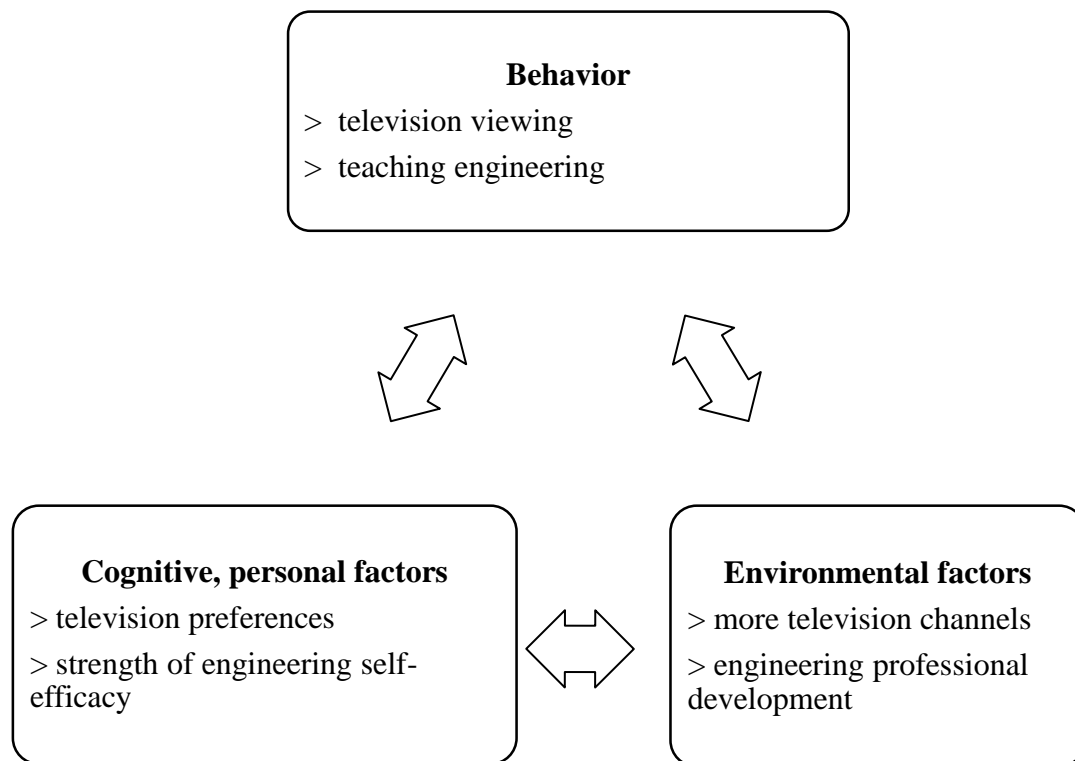 Behavior
> television viewing
> teaching engineering
Cognitive, personal factors
> television preferences
> strength of engineering self-
efficacy
Environmental factors
> more television channels
> engineering professional
development